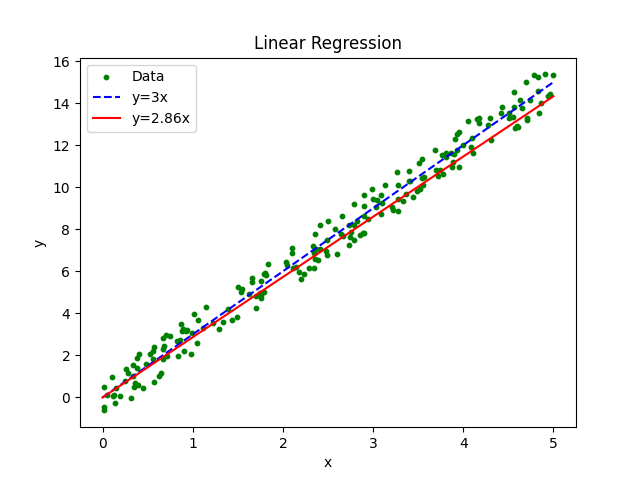 Linear Regression
Data
y=3x
y=2.86x
y
16
14
12
10
8
6
4
2
0
0 1 2 3 4 5
x